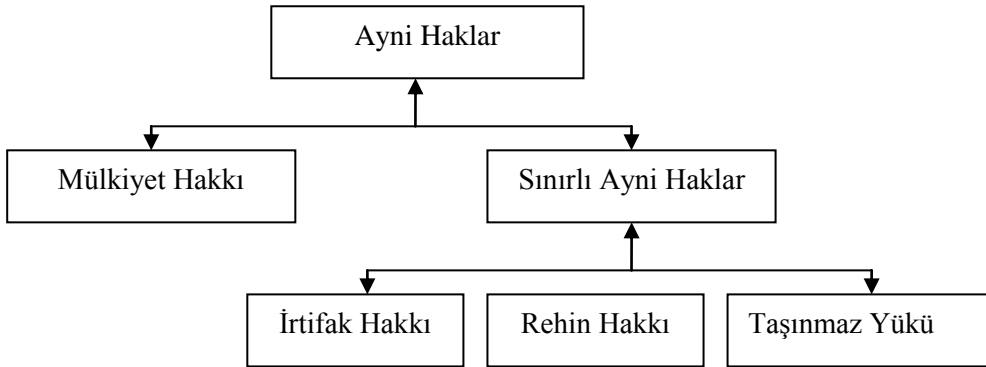 Ayni Haklar
Mülkiyet Hakkı
Sınırlı Ayni Haklar
İrtifak Hakkı
Rehin Hakkı
Taşınmaz Yükü